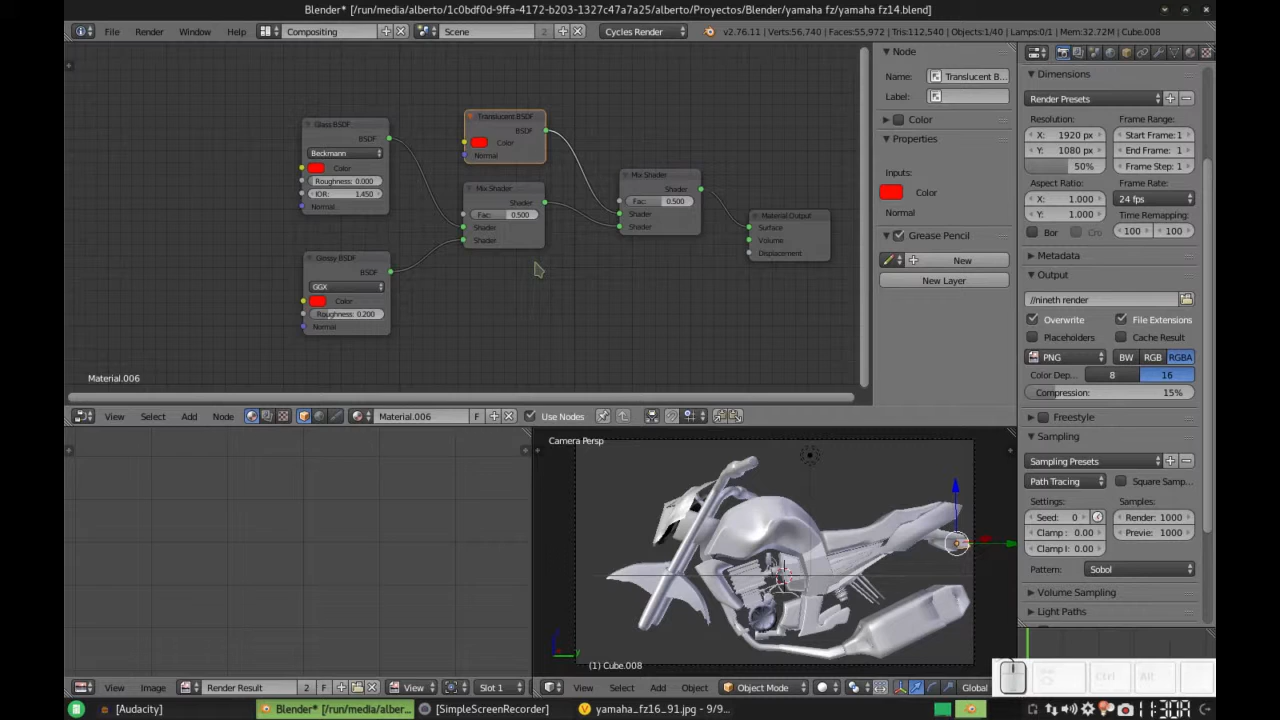 Blender* [/run/media/alberto/1c0bdf0d-9ffa-4172-b203-1327c47a7a25/alberto/Proyectos/Blender/yamaha fz/yamaha fz14.blend]
File Render Window Help Compositing Scene 2 Cycles Render v2.76.11 | Verts:56,740 | Faces:55,972 | Tris:112,540 | Objects:1/40 | Lamps:0/1 | Mem:32.72M | Cube.008
Glass BSDF
BSDF
Beckmann
Color
Roughness: 0.000
IOR: 1.450
Normal
Glossy BSDF
BSDF
GGX
Color
Roughness: 0.200
Normal
Translucent BSDF
BSDF
Color
Normal
Mix Shader
Shader
Fac: 0.500
Shader
Shader
Mix Shader
Shader
Fac: 0.500
Shader
Shader
Material Output
Surface
Volume
Displacement
Material.006
Node
Name: Translucent B...
Label:
Color
Properties
Inputs:
Color
Normal
Grease Pencil
New
New Layer
Dimensions
Render Presets
Resolution: Frame Range:
X: 1920 px Start Frame: 1
Y: 1080 px End Frame: 1
50% Frame Step: 1
Aspect Ratio: Frame Rate:
X: 1.000 24 fps
Y: 1.000 Time Remapping:
Bor Cr 100 100
Metadata
Output
//nineth render
Overwrite File Extensions
Placeholders Cache Result
PNG BW RGB RGBA
Color Dep... 8 16
Compression: 15%
Freestyle
Sampling
Sampling Presets
Path Tracing Square Samp...
Settings: Samples:
Seed: 0 Render: 1000
Clamp : 0.00 Previe: 1000
Clamp I: 0.00
Pattern: Sobol
Volume Sampling
Light Paths
View Select Add Node Material.006 F Use Nodes
Camera Persp
(1) Cube.008
View Image Render Result 2 F View Slot 1
View Select Add Object Object Mode Global
Ctrl Alt
[Audacity] Blender* [/run/media/alber... [SimpleScreenRecorder] yamaha_fz16_91.jpg - 9/9... 11:308